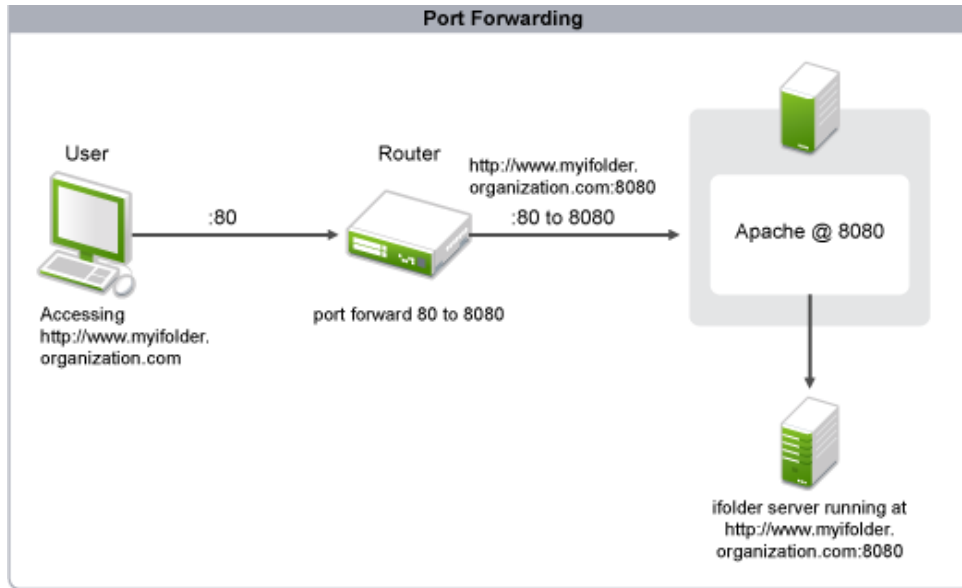 Port Forwarding
User
Router
http://www.myifolder.
organization.com:8080
:80
:80 to 8080
Apache @ 8080
Accessing
http://www.myifolder.
organization.com
port forward 80 to 8080
ifolder server running at
http://www.myifolder.
organization.com:8080